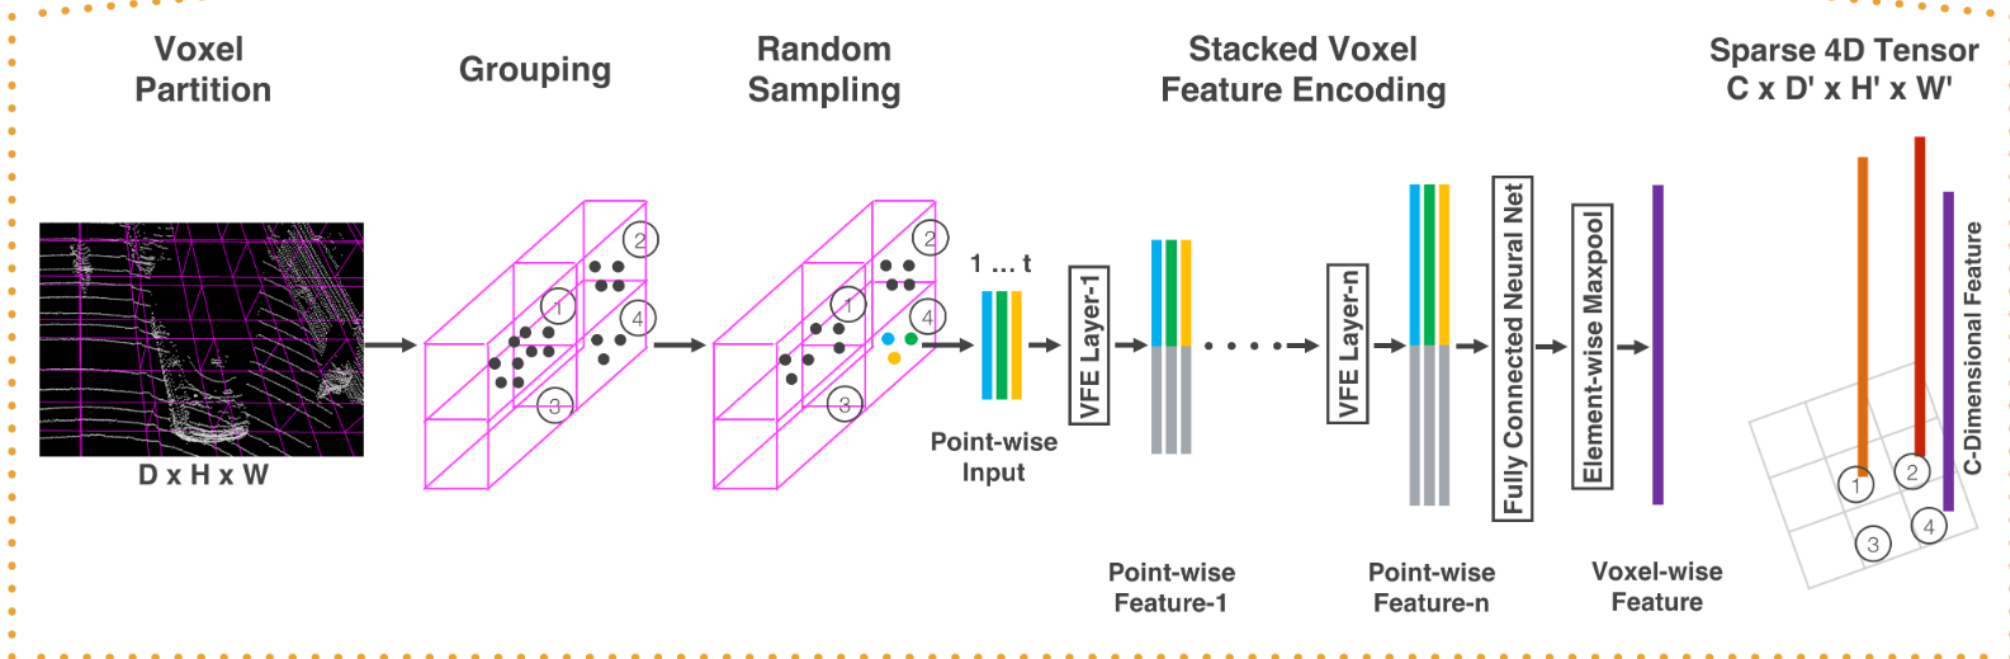 Voxel
Partition
Grouping
Random
Sampling
Stacked Voxel
Feature Encoding
Sparse 4D Tensor
C x D' x H' x W'
D x H x W
1
2
3
4
1
2
3
4
1 ... t
Point-wise
Input
VFE Layer-1
Point-wise
Feature-1
VFE Layer-n
Point-wise
Feature-n
Fully Connected Neural Net
Element-wise Maxpool
Voxel-wise
Feature
C-Dimensional Feature
1
2
3
4